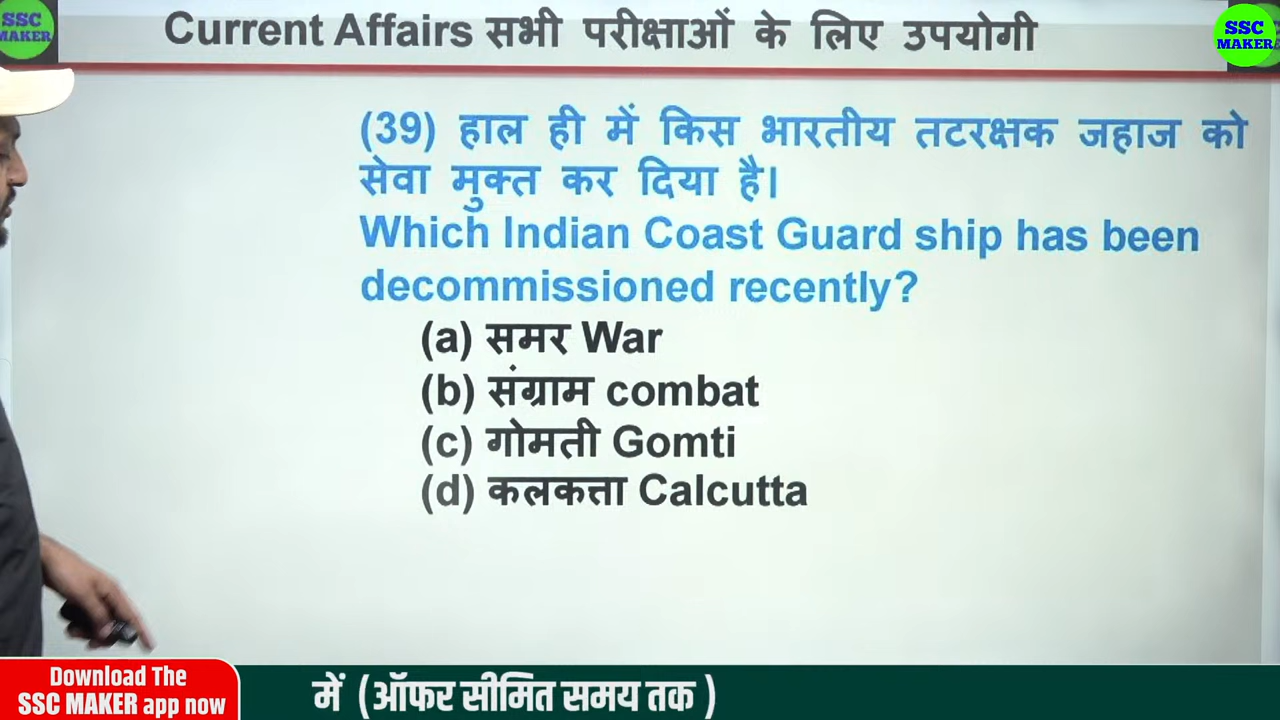 SSC
MAKER
Current Affairs सभी परीक्षाओं के लिए उपयोगी
SSC
MAKER
(39) हाल ही में किस भारतीय तटरक्षक जहाज को
सेवा मुक्त कर दिया है।
Which Indian Coast Guard ship has been
decommissioned recently?
(a) समर War
(b) संग्राम combat
(c) गोमती Gomti
(d) कलकत्ता Calcutta
Download The
SSC MAKER app now
में (ऑफर सीमित समय तक )